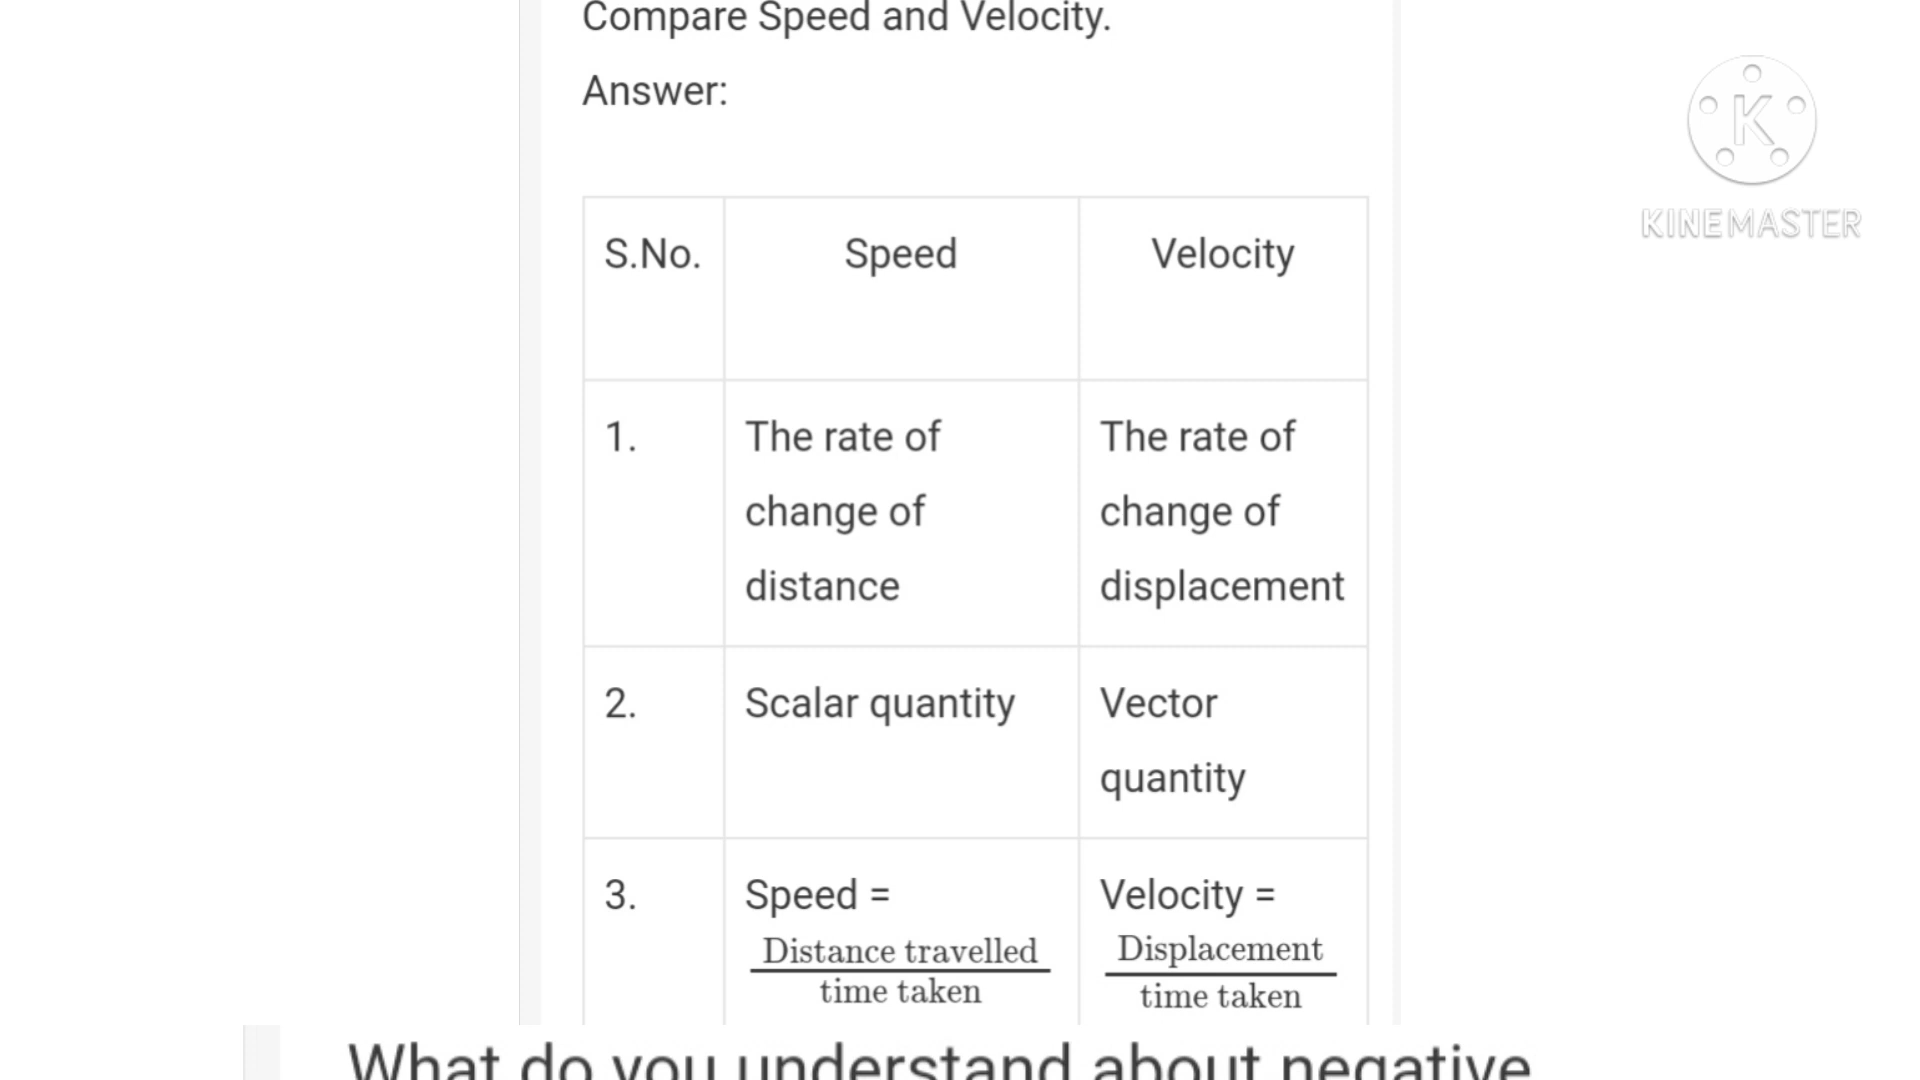 Compare Speed and Velocity.
Answer:
S.No.
Speed
Velocity
1.
The rate of
change of
distance
The rate of
change of
displacement
2.
Scalar quantity
Vector
quantity
3.
Speed =
Distance travelled
time taken
Velocity =
Displacement
time taken
What do you understand about negative
K
KINEMASTER